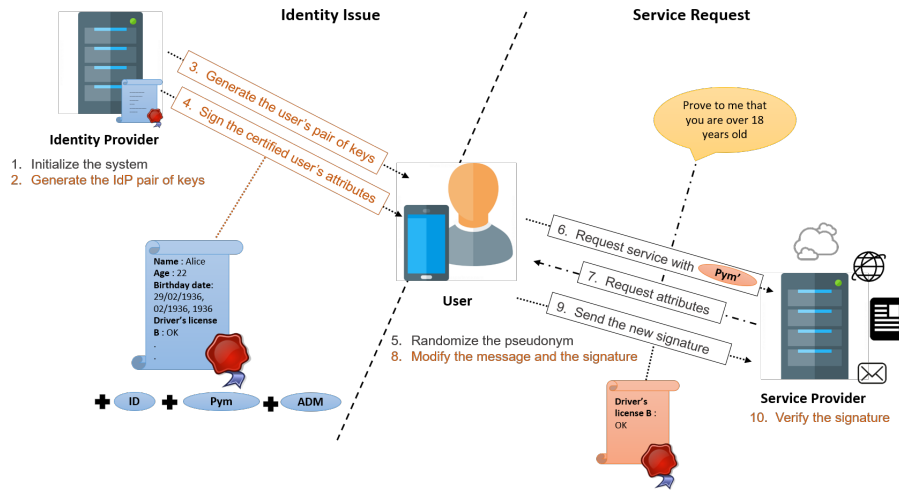 Identity Issue
Service Request
3. Generate the user's pair of keys
4. Sign the certified user's attributes
Prove to me that
you are over 18
years old
Identity Provider
1. Initialize the system
2. Generate the IdP pair of keys
Name : Alice
Age : 22
Birthday date:
29/02/1936,
02/1936, 1936
Driver's license
B : OK
.
.
ID
Pym
ADM
User
5. Randomize the pseudonym
8. Modify the message and the signature
6. Request service with Pym'
7. Request attributes
9. Send the new signature
Driver's
license B :
OK
Service Provider
10. Verify the signature